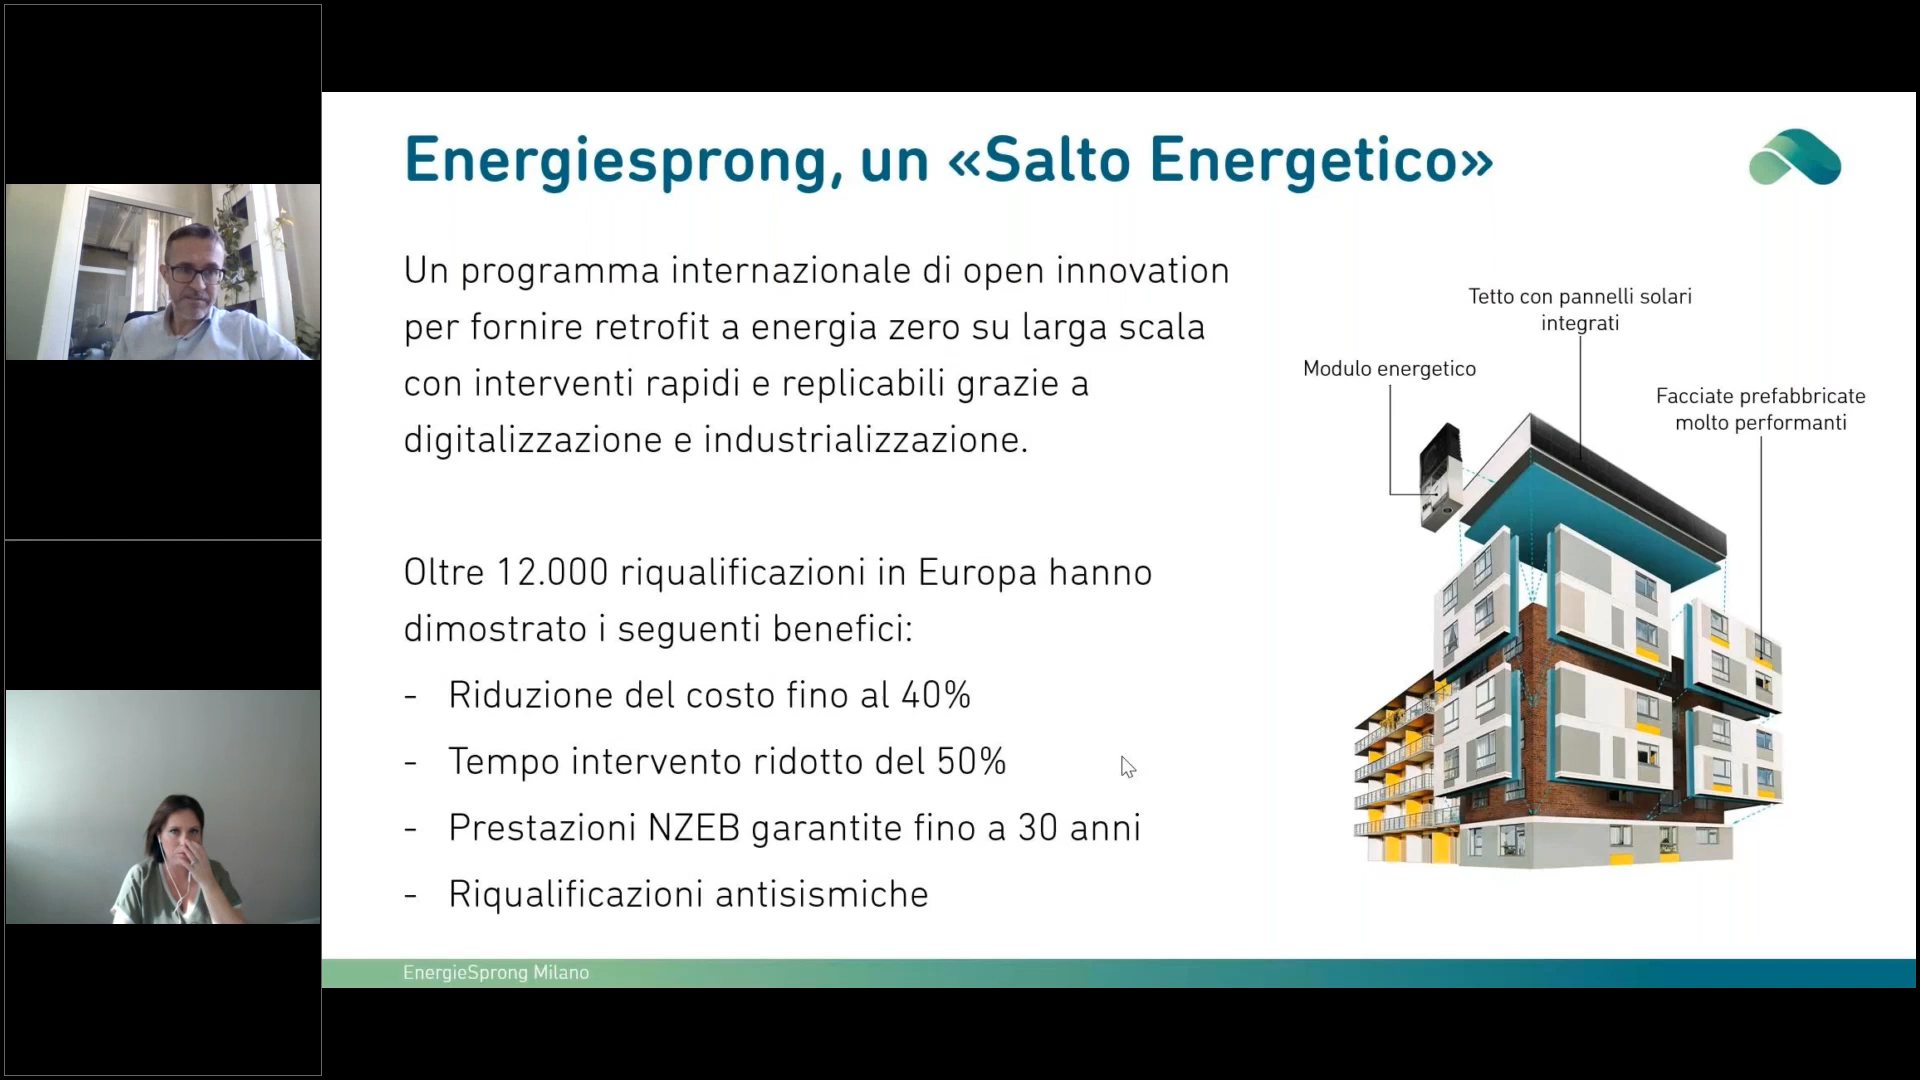 Energiesprong, un «Salto Energetico»
Un programma internazionale di open innovation
per fornire retrofit a energia zero su larga scala
con interventi rapidi e replicabili grazie a
digitalizzazione e industrializzazione.
Oltre 12.000 riqualificazioni in Europa hanno
dimostrato i seguenti benefici:
- Riduzione del costo fino al 40%
- Tempo intervento ridotto del 50%
- Prestazioni NZEB garantite fino a 30 anni
- Riqualificazioni antisismiche
Tetto con pannelli solari
integrati
Modulo energetico
Facciate prefabbricate
molto performanti
EnergieSprong Milano